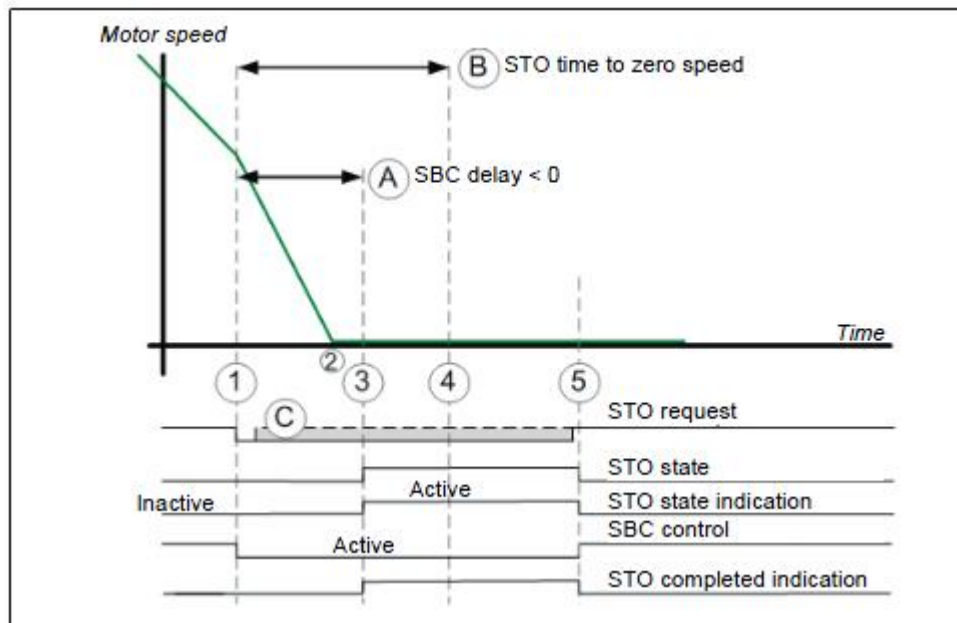 Motor speed
B STO time to zero speed
A SBC delay < 0
Time
2
1 3 4 5
C STO request
STO state
Active
Inactive STO state indication
SBC control
Active
STO completed indication